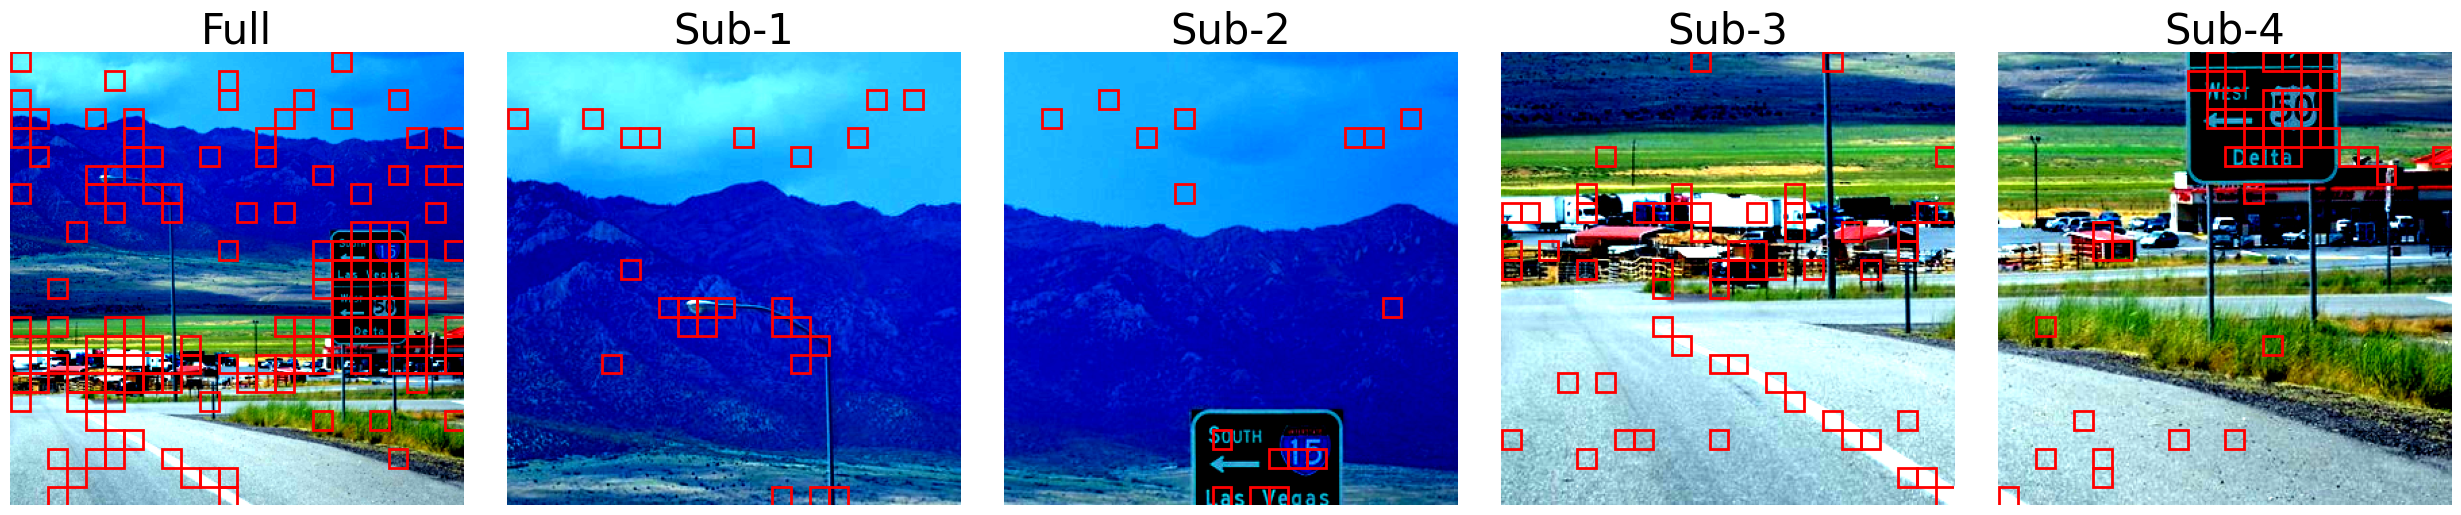 Full
Sub-1
Sub-2
Sub-3
Sub-4
South 15
Las Vegas
West 50
Delta
SOUTH
INTERSTATE
15
Las Vegas
WEST 50
Delta